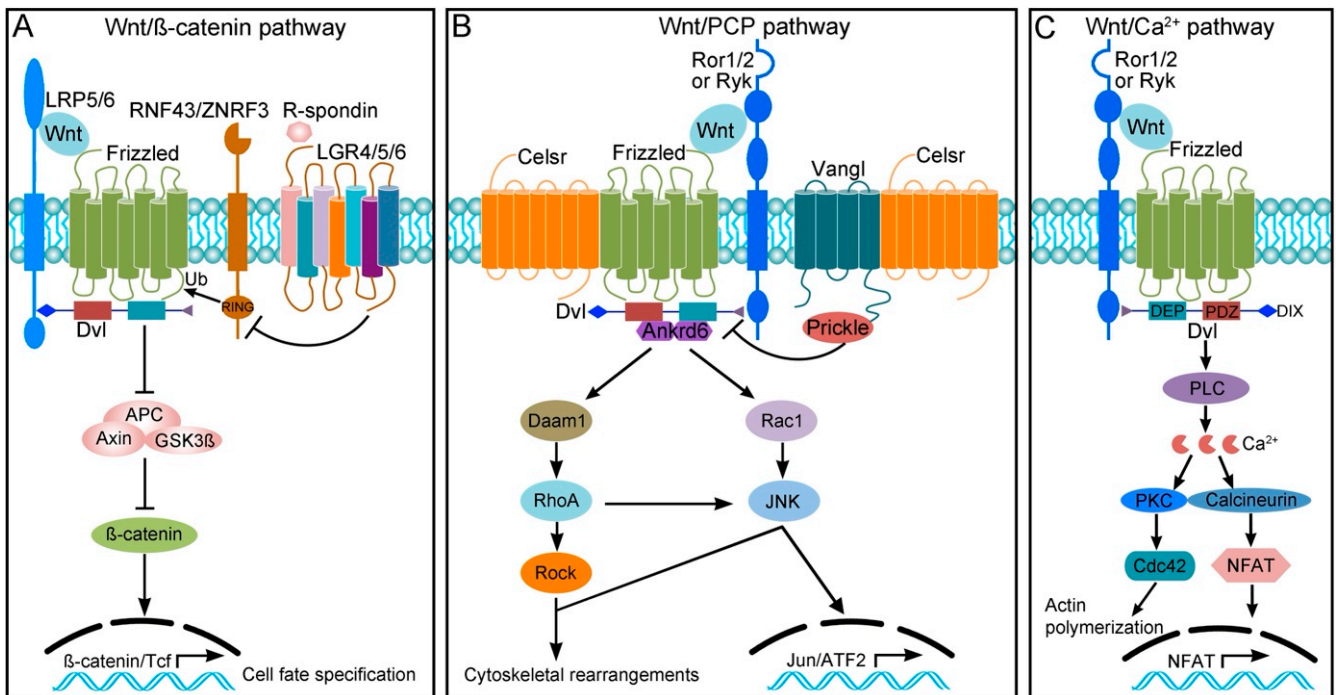 A
Wnt/ß-catenin pathway
LRP5/6
Wnt
Frizzled
RNF43/ZNRF3
R-spondin
LGR4/5/6
Ub
RING
Dvl
APC
Axin
GSK3ß
ß-catenin
ß-catenin/Tcf
Cell fate specification
B
Wnt/PCP pathway
Ror1/2
or Ryk
Wnt
Celsr
Frizzled
Vangl
Celsr
Dvl
Ankrd6
Prickle
Daam1
Rac1
RhoA
JNK
Rock
Cytoskeletal rearrangements
Jun/ATF2
C
Wnt/Ca²⁺ pathway
Ror1/2
or Ryk
Wnt
Frizzled
DEP
PDZ
DIX
Dvl
PLC
Ca²⁺
PKC
Calcineurin
Cdc42
NFAT
Actin
polymerization
NFAT